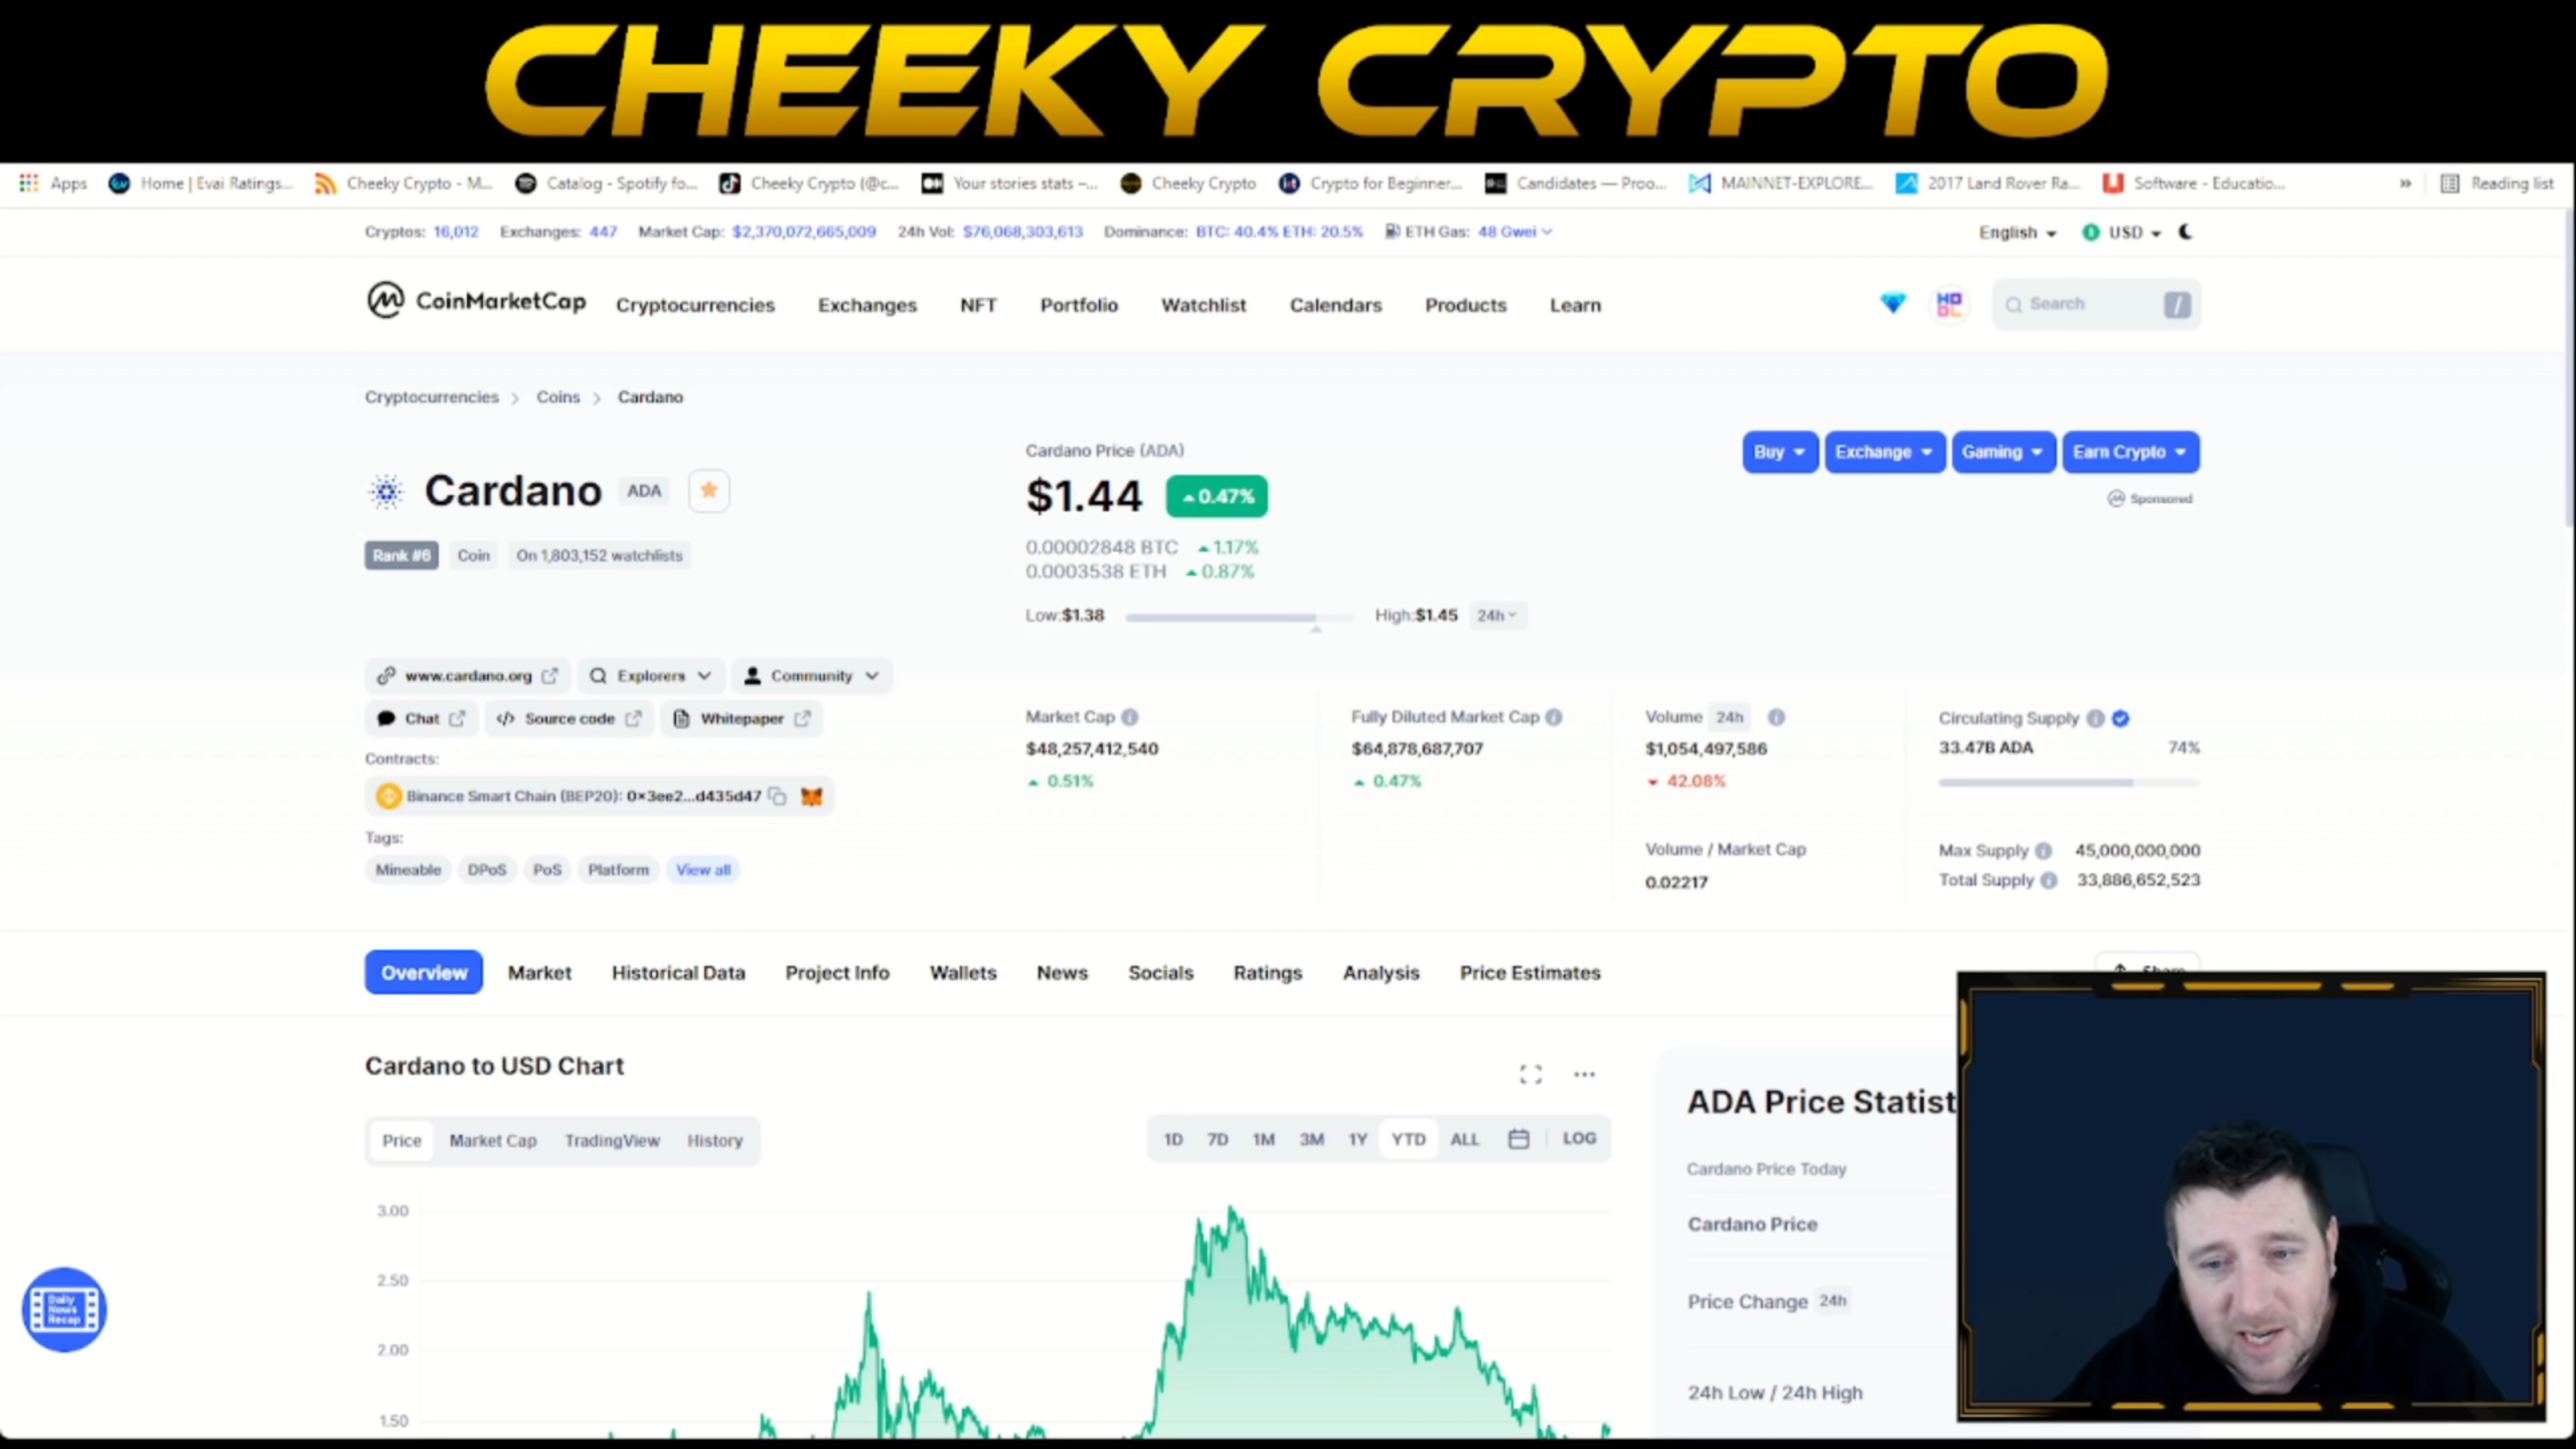 CHEEKY CRYPTO
Apps Home | Evai Ratings... Cheeky Crypto - M... Catalog - Spotify fo... Cheeky Crypto (@c... Your stories stats –... Cheeky Crypto Crypto for Beginner... Candidates — Proo... MAINNET-EXPLORE... 2017 Land Rover Ra... Software - Educatio... » Reading list
Cryptos: 16,012 Exchanges: 447 Market Cap: $2,370,072,665,009 24h Vol: $76,068,303,613 Dominance: BTC: 40.4% ETH: 20.5% ETH Gas: 48 Gwei English USD
CoinMarketCap Cryptocurrencies Exchanges NFT Portfolio Watchlist Calendars Products Learn HODL Search /
Cryptocurrencies > Coins > Cardano
Cardano ADA
Rank #6 Coin On 1,803,152 watchlists
Cardano Price (ADA)
$1.44 0.47%
0.00002848 BTC 1.17%
0.0003538 ETH 0.87%
Low:$1.38 High:$1.45 24h
Buy Exchange Gaming Earn Crypto
Sponsored
www.cardano.org Explorers Community
Chat Source code Whitepaper
Contracts:
Binance Smart Chain (BEP20): 0x3ee2...d435d47
Tags:
Mineable DPoS PoS Platform View all
Market Cap
$48,257,412,540
0.51%
Fully Diluted Market Cap
$64,878,687,707
0.47%
Volume 24h
$1,054,497,586
42.08%
Volume / Market Cap
0.02217
Circulating Supply
33.47B ADA 74%
Max Supply 45,000,000,000
Total Supply 33,886,652,523
Overview Market Historical Data Project Info Wallets News Socials Ratings Analysis Price Estimates Share
Cardano to USD Chart
Price Market Cap TradingView History
1D 7D 1M 3M 1Y YTD ALL LOG
3.00
2.50
2.00
1.50
ADA Price Statist
Cardano Price Today
Cardano Price
Price Change 24h
24h Low / 24h High
Daily
News
Recap